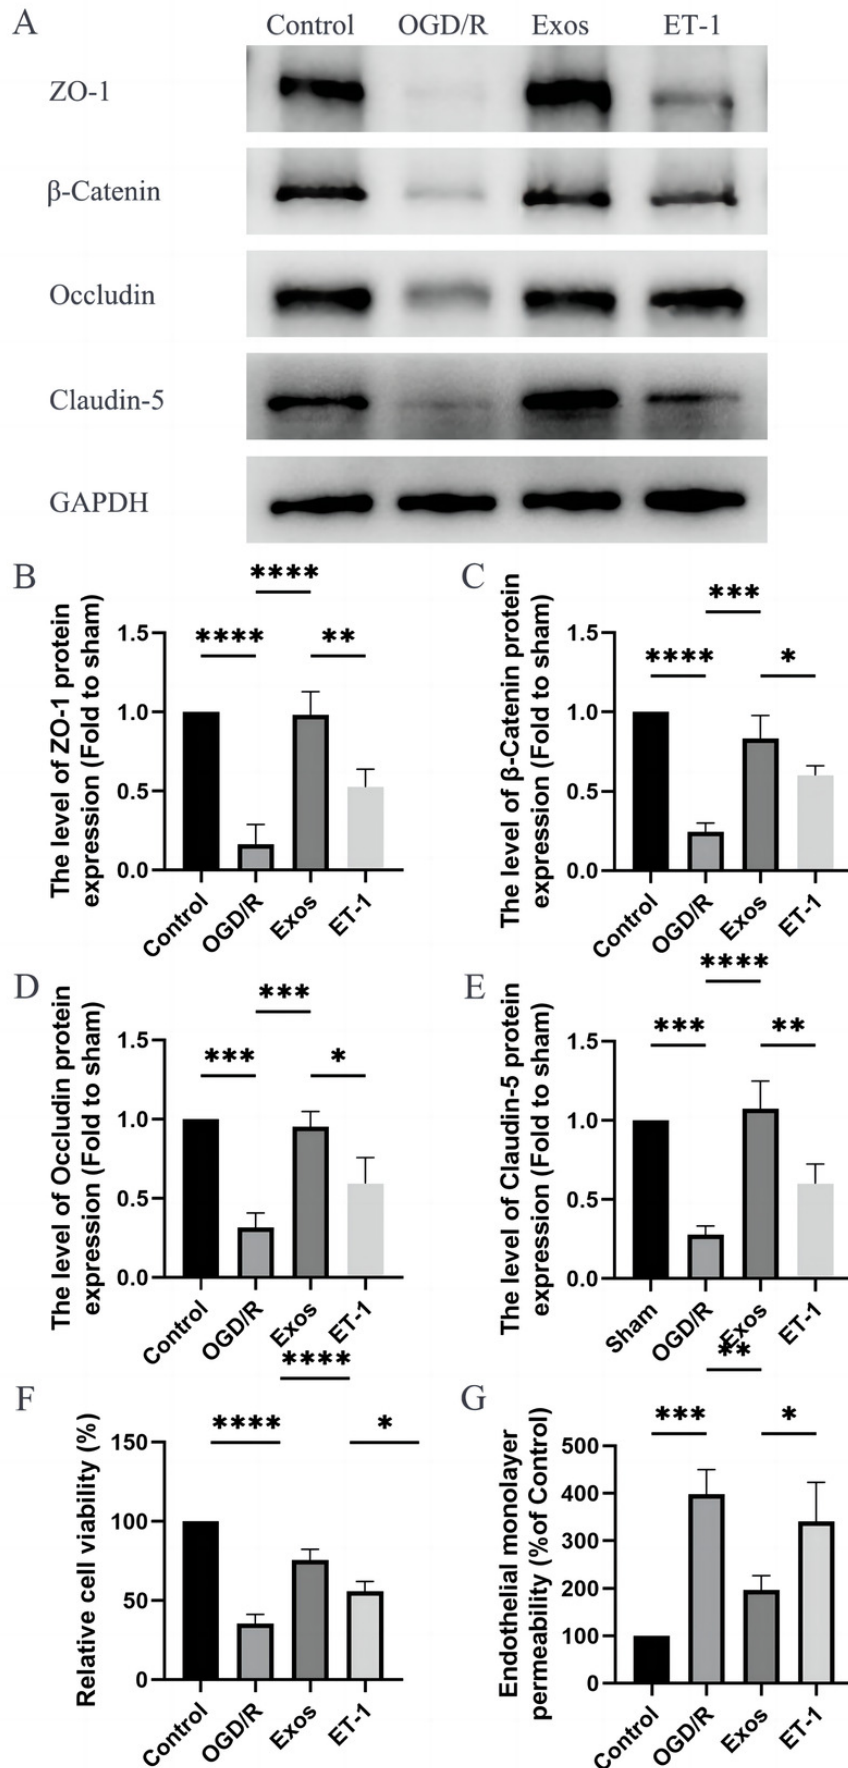 A
Control OGD/R Exos ET-1
ZO-1
β-Catenin
Occludin
Claudin-5
GAPDH
B
The level of ZO-1 protein
expression (Fold to sham)
****
**** **
1.5
1.0
0.5
0.0
Control OGD/R Exos ET-1
C
The level of β-Catenin protein
expression (Fold to sham)
***
**** *
1.5
1.0
0.5
0.0
Control OGD/R Exos ET-1
D
The level of Occludin protein
expression (Fold to sham)
***
*** *
1.5
1.0
0.5
0.0
Control OGD/R Exos ET-1
E
The level of Claudin-5 protein
expression (Fold to sham)
****
*** **
1.5
1.0
0.5
0.0
Sham OGD/R Exos ET-1
F
Relative cell viability (%)
****
**** *
150
100
50
0
Control OGD/R Exos ET-1
G
Endothelial monolayer
permeability (%of Control)
**
*** *
500
400
300
200
100
0
Control OGD/R Exos ET-1